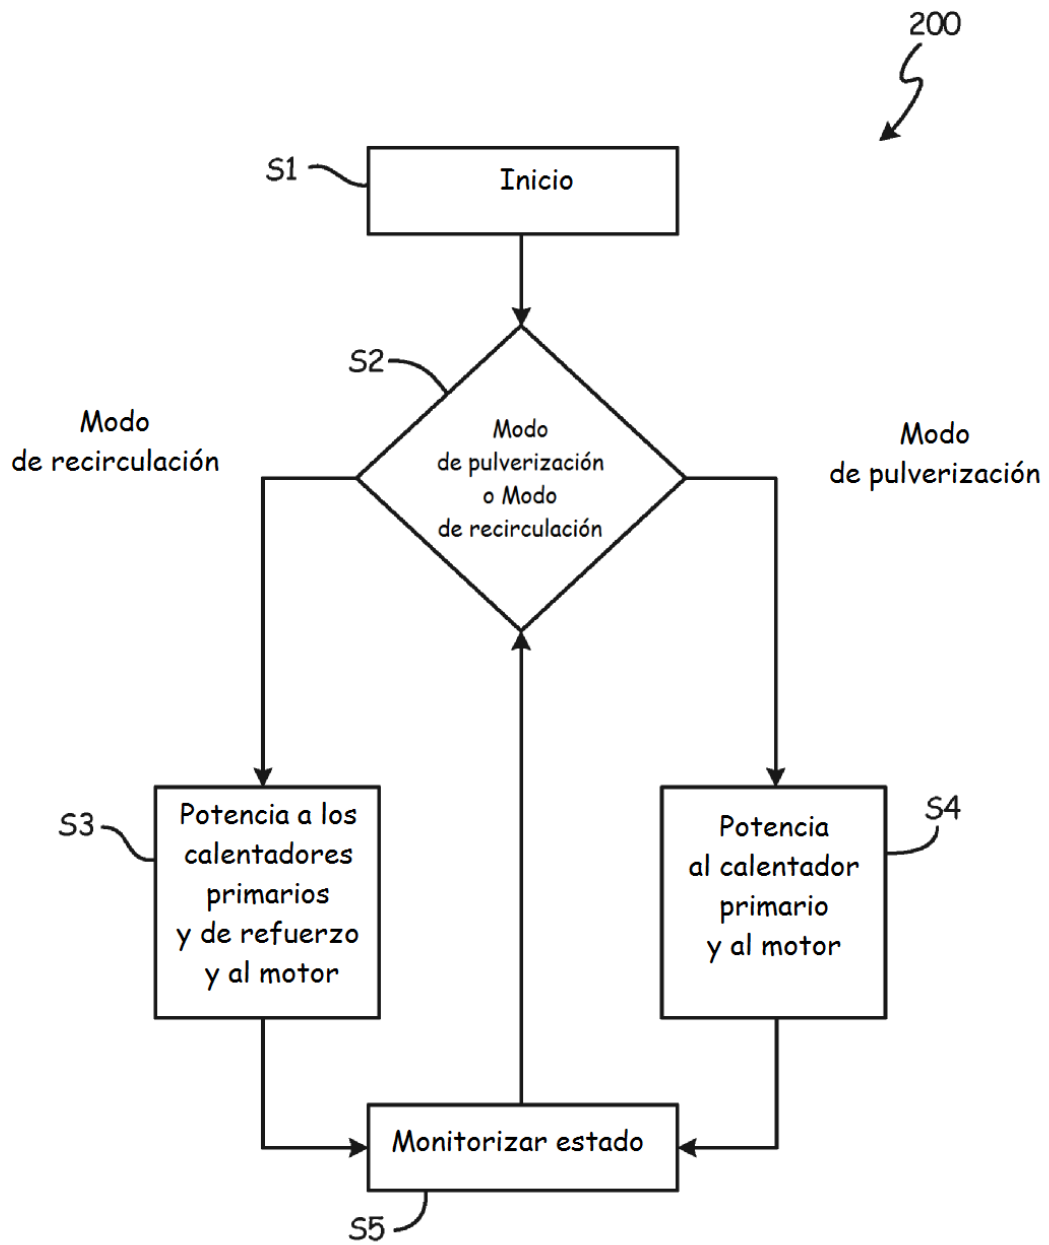 200
S1
Inicio
S2
Modo
de recirculación
Modo
de pulverización
o Modo
de recirculación
Modo
de pulverización
S3
Potencia a los
calentadores
primarios
y de refuerzo
y al motor
S4
Potencia
al calentador
primario
y al motor
Monitorizar estado
S5